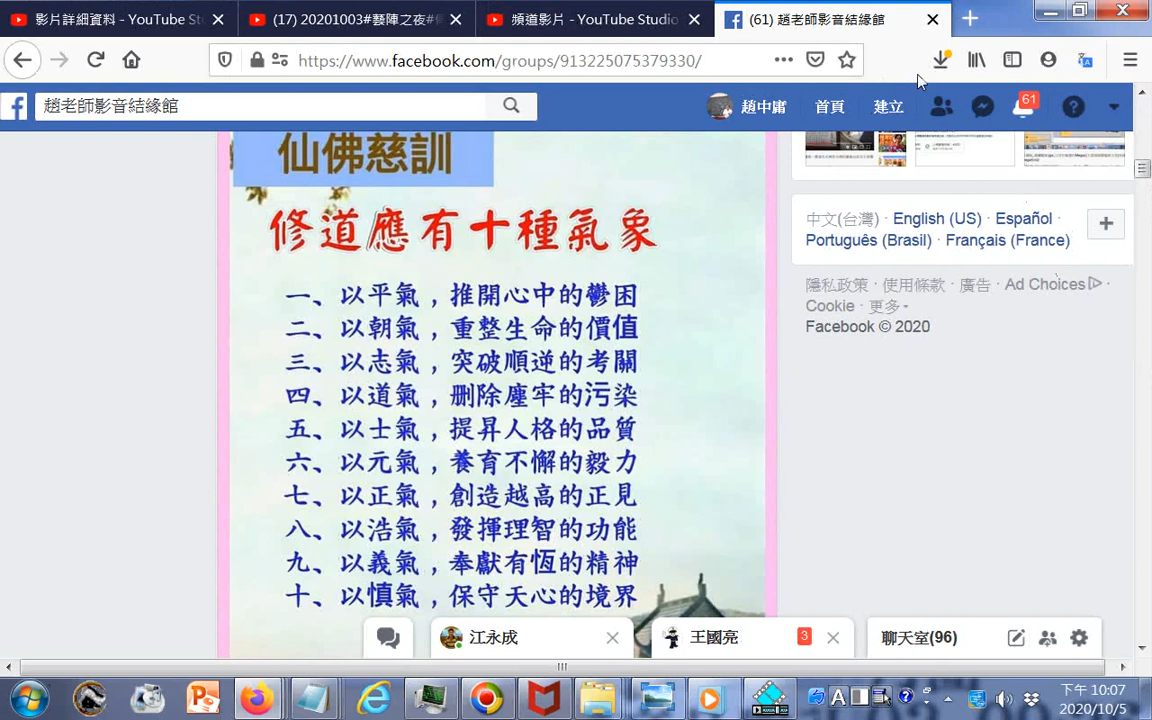 影片詳細資料 - YouTube Stu
(17) 20201003#藝陣之夜#
頻道影片 - YouTube Studio
(61) 趙老師影音結緣館
https://www.facebook.com/groups/913225075379330/
趙老師影音結緣館
趙中庸
首頁
建立
61
仙佛慈訓
修道應有十種氣象
一、以平氣，推開心中的鬱困
二、以朝氣，重整生命的價值
三、以志氣，突破順逆的考關
四、以道氣，刪除塵牢的污染
五、以士氣，提昇人格的品質
六、以元氣，養育不懈的毅力
七、以正氣，創造越高的正見
八、以浩氣，發揮理智的功能
九、以義氣，奉獻有恆的精神
十、以慎氣，保守天心的境界
中文(台灣) · English (US) · Español ·
Português (Brasil) · Français (France)
隱私政策 · 使用條款 · 廣告 · Ad Choices ·
Cookie · 更多
Facebook © 2020
江永成
王國亮
3
聊天室(96)
下午 10:07
2020/10/5